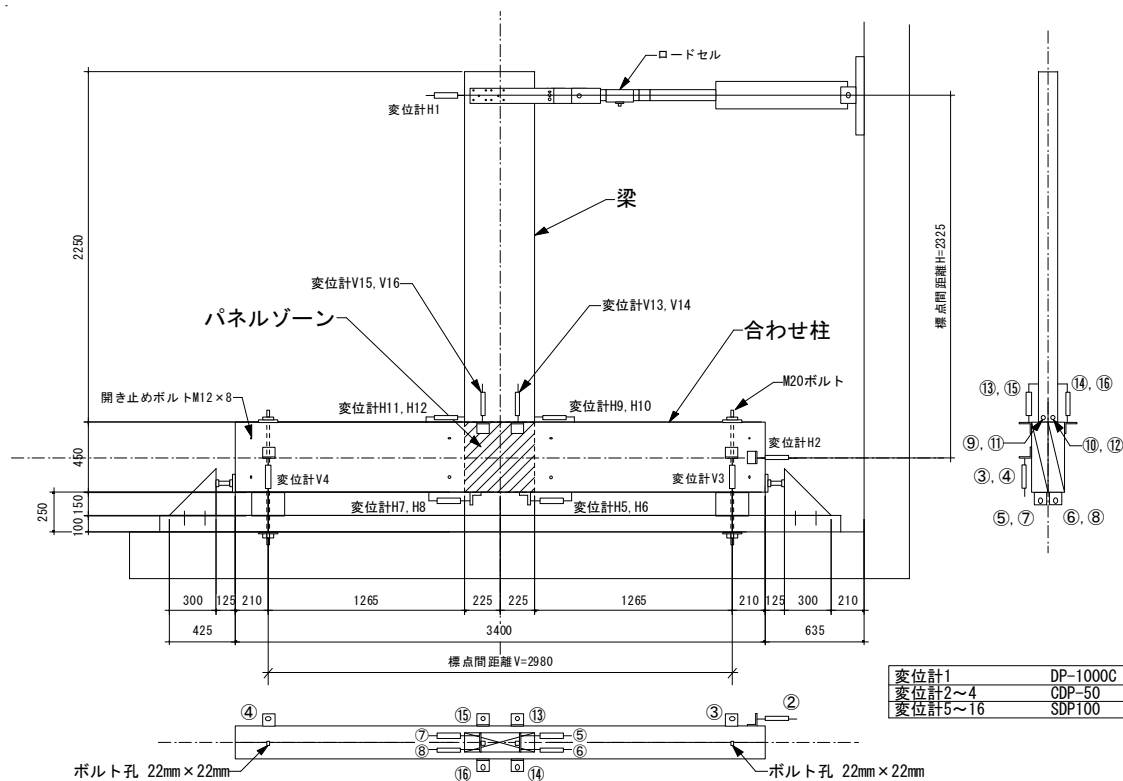 ロードセル
変位計H1
梁
2250
標点間距離H=2325
変位計V15, V16
変位計V13, V14
パネルゾーン
合わせ柱
M20ボルト
開き止めボルトM12×8
変位計H11, H12
変位計H9, H10
変位計H2
変位計V4
変位計V3
変位計H7, H8
変位計H5, H6
450
250
150
100
300
125
210
1265
225
225
1265
210
125
300
210
425
3400
635
標点間距離V=2980
⑬, ⑮
⑭, ⑯
⑨, ⑪
⑩, ⑫
③, ④
⑤, ⑦
⑥, ⑧
変位計1 DP-1000C
変位計2~4 CDP-50
変位計5~16 SDP100
④
⑮
⑬
③
②
⑦
⑤
⑧
⑥
⑯
⑭
ボルト孔 22mm×22mm
ボルト孔 22mm×22mm